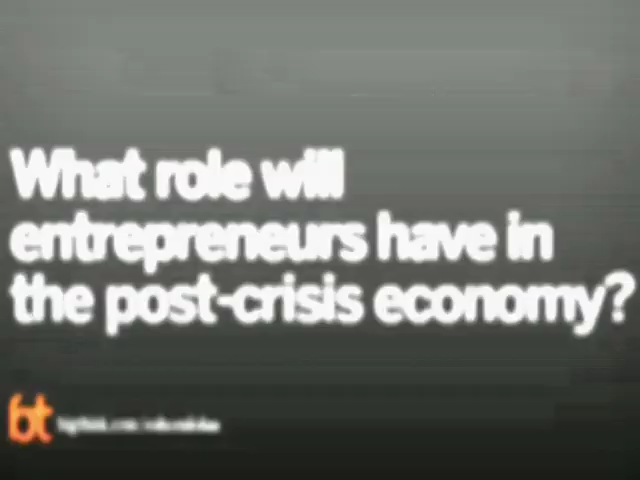 What role will
entrepreneurs have in
the post-crisis economy?
bt